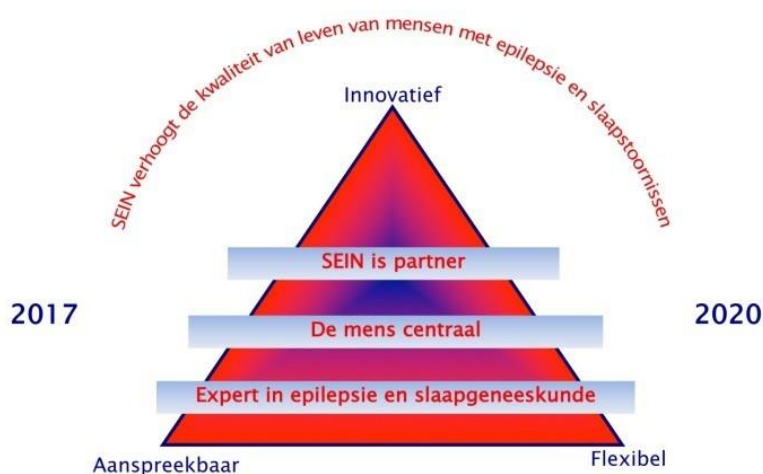 SEIN verhoogt de kwaliteit van leven van mensen met epilepsie en slaapstoornissen
Innovatief
SEIN is partner
2017
De mens centraal
2020
Expert in epilepsie en slaapgeneeskunde
Aanspreekbaar
Flexibel